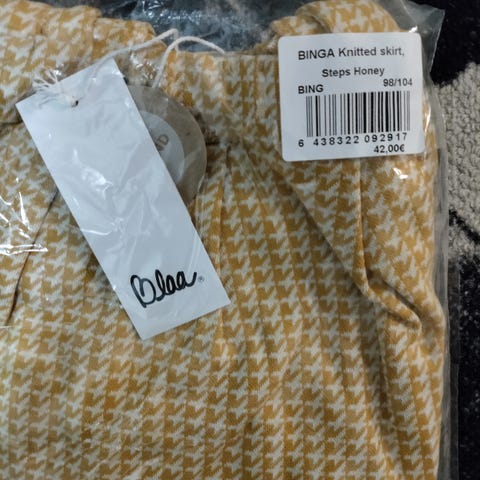 BINGA Knitted skirt,
Steps Honey
BING 98/104
6 438322 092917
42,00€
Blaa®